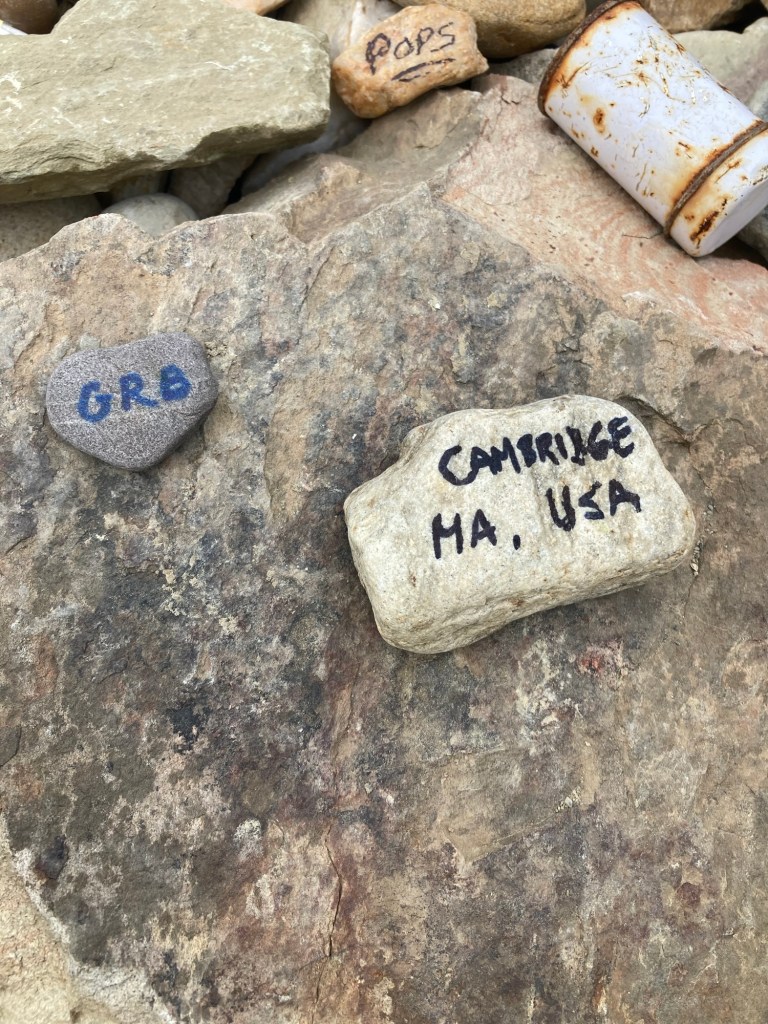 POPS
GRB
CAMBRIDGE
MA, USA